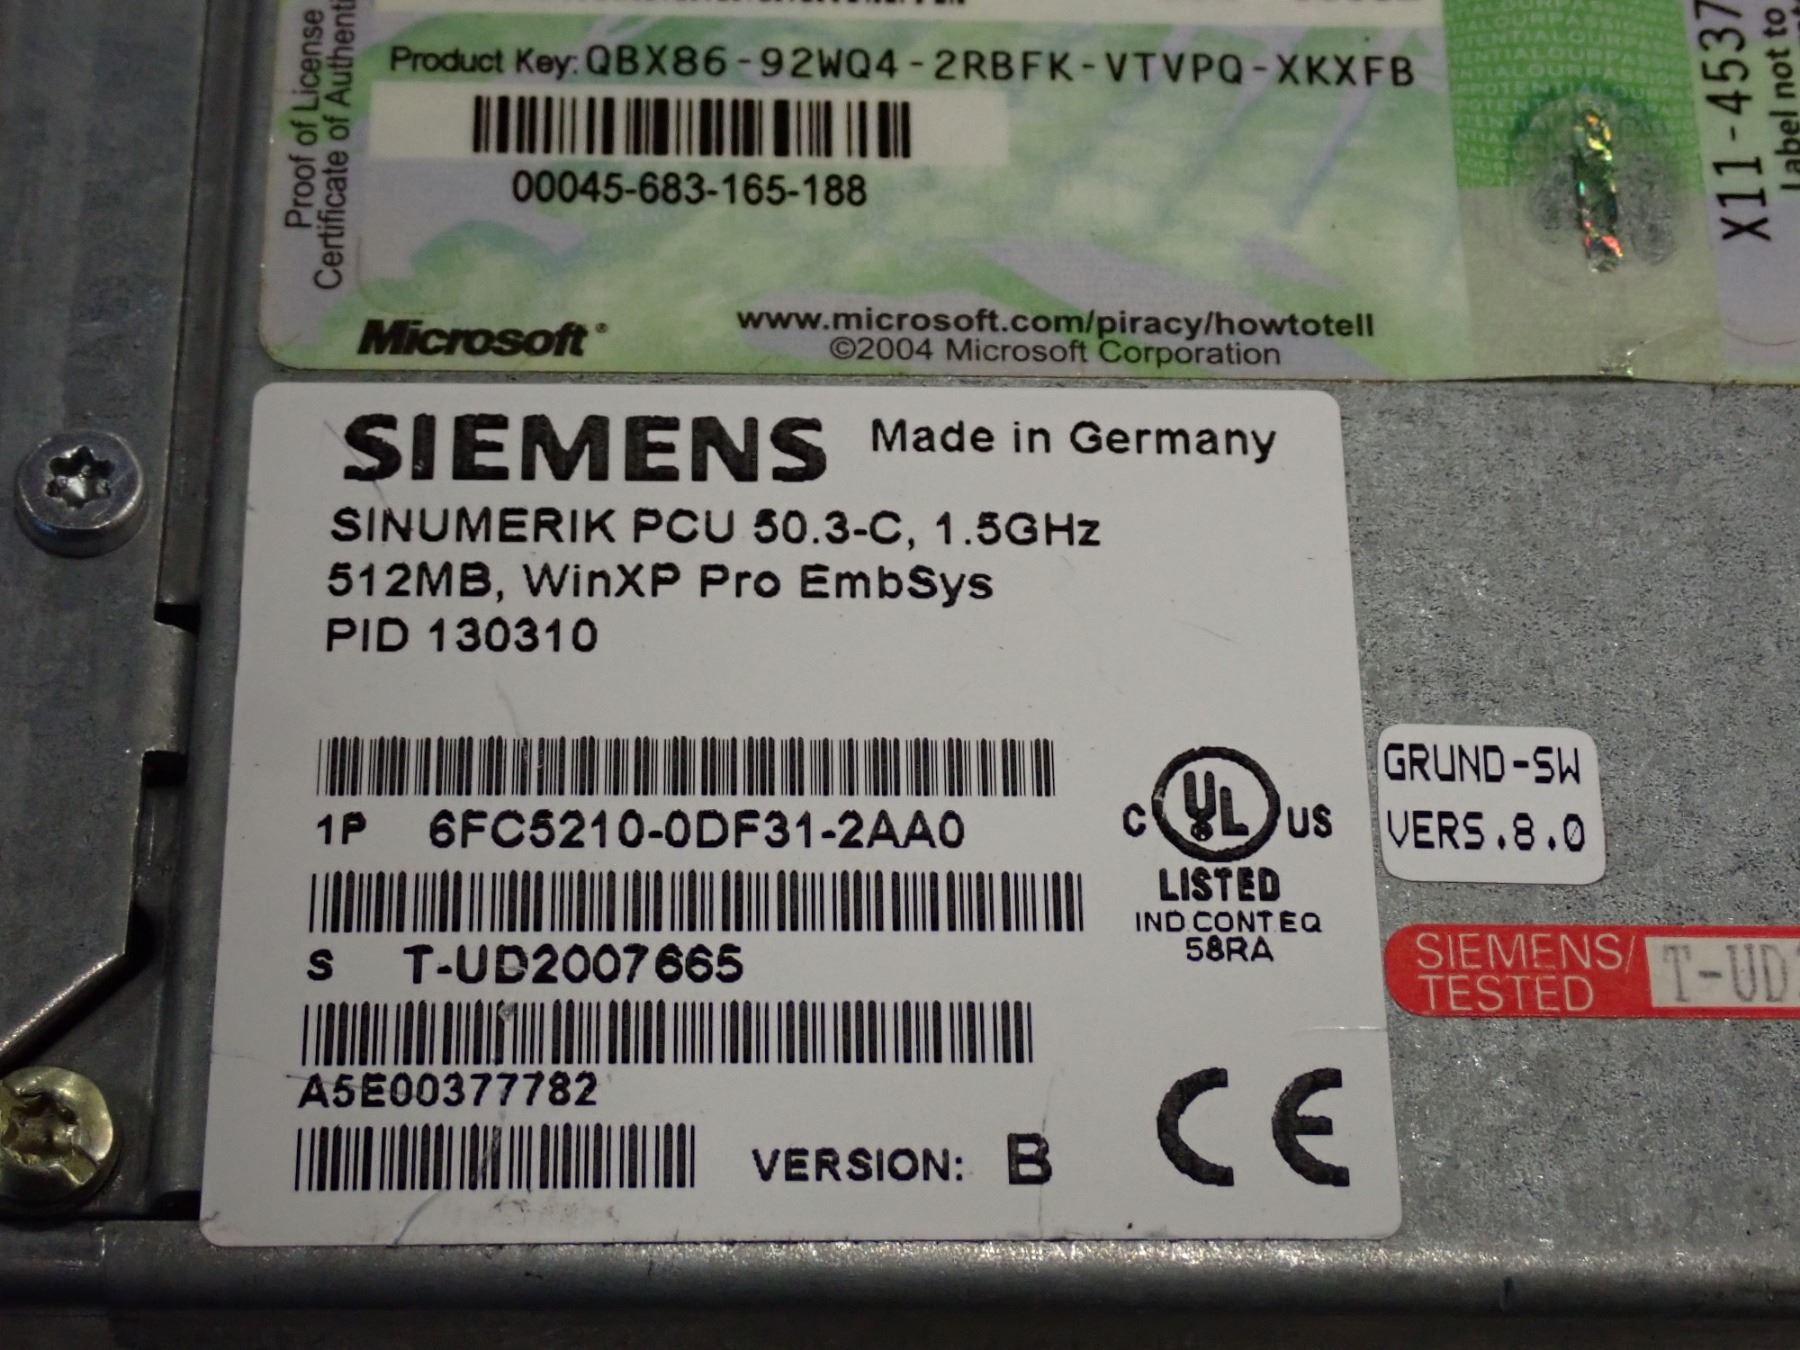 Proof of License
Certificate of Authenti
Product Key: QBX86-92WQ4-2RBFK-VTVPQ-XKXFB
00045-683-165-188
Microsoft®
www.microsoft.com/piracy/howtotell
©2004 Microsoft Corporation
X11-4537
Label not to
SIEMENS Made in Germany
SINUMERIK PCU 50.3-C, 1.5GHz
512MB, WinXP Pro EmbSys
PID 130310
1P 6FC5210-0DF31-2AA0
S T-UD2007665
A5E00377782
VERSION: B
C UL US
LISTED
IND.CONT.EQ
58RA
CE
GRUND-SW
VERS.8.0
SIEMENS/
TESTED
T-UD